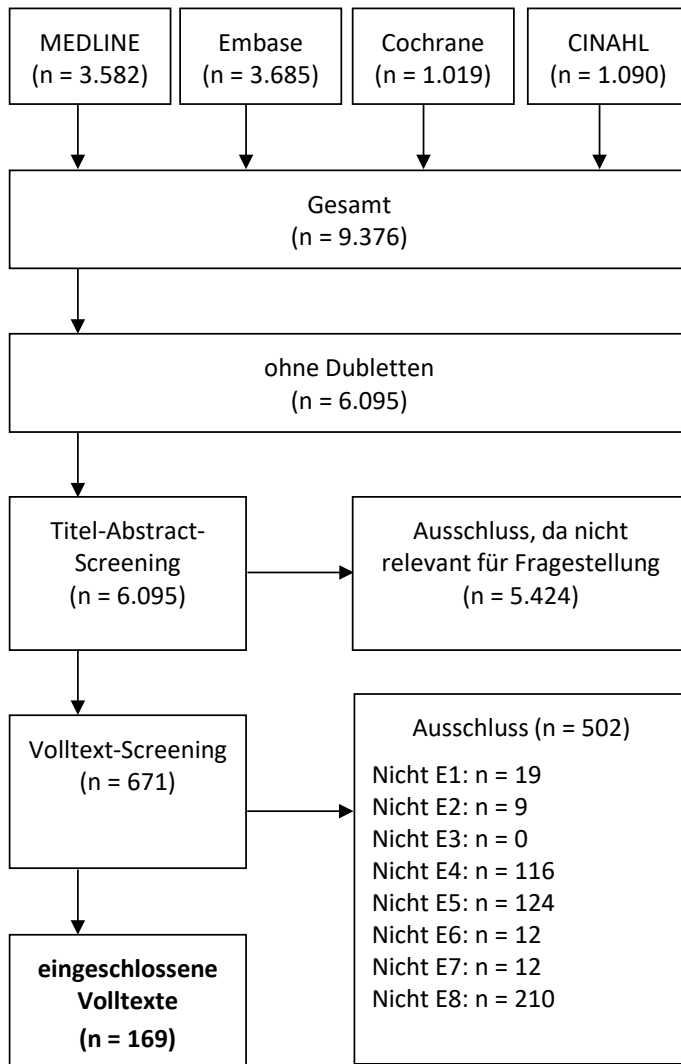 MEDLINE
(n = 3.582)
Embase
(n = 3.685)
Cochrane
(n = 1.019)
CINAHL
(n = 1.090)
Gesamt
(n = 9.376)
ohne Dubletten
(n = 6.095)
Titel-Abstract-
Screening
(n = 6.095)
Ausschluss, da nicht
relevant für Fragestellung
(n = 5.424)
Volltext-Screening
(n = 671)
Ausschluss (n = 502)
Nicht E1: n = 19
Nicht E2: n = 9
Nicht E3: n = 0
Nicht E4: n = 116
Nicht E5: n = 124
Nicht E6: n = 12
Nicht E7: n = 12
Nicht E8: n = 210
eingeschlossene
Volltexte
(n = 169)